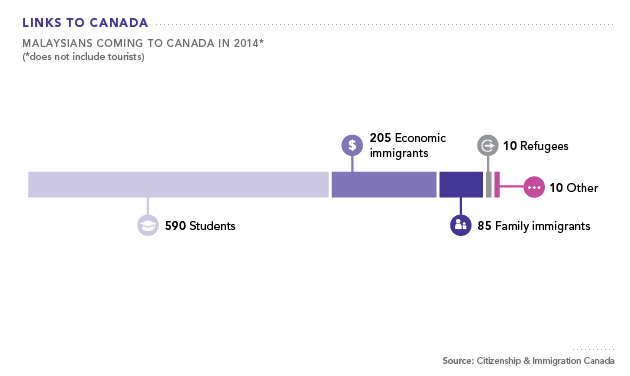 LINKS TO CANADA
MALAYSIANS COMING TO CANADA IN 2014*
(*does not include tourists)
$
205 Economic
immigrants
10 Refugees
10 Other
590 Students
85 Family immigrants
Source: Citizenship & Immigration Canada